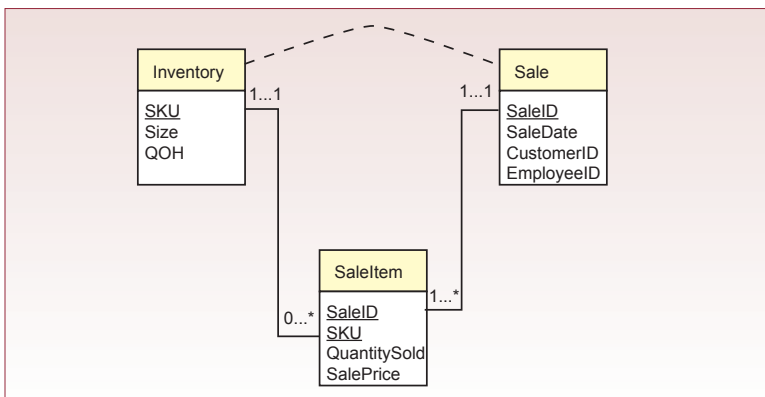 Inventory
SKU
Size
QOH
1...1
1...1
Sale
SaleID
SaleDate
CustomerID
EmployeeID
SaleItem
SaleID
SKU
QuantitySold
SalePrice
0...*
1...*